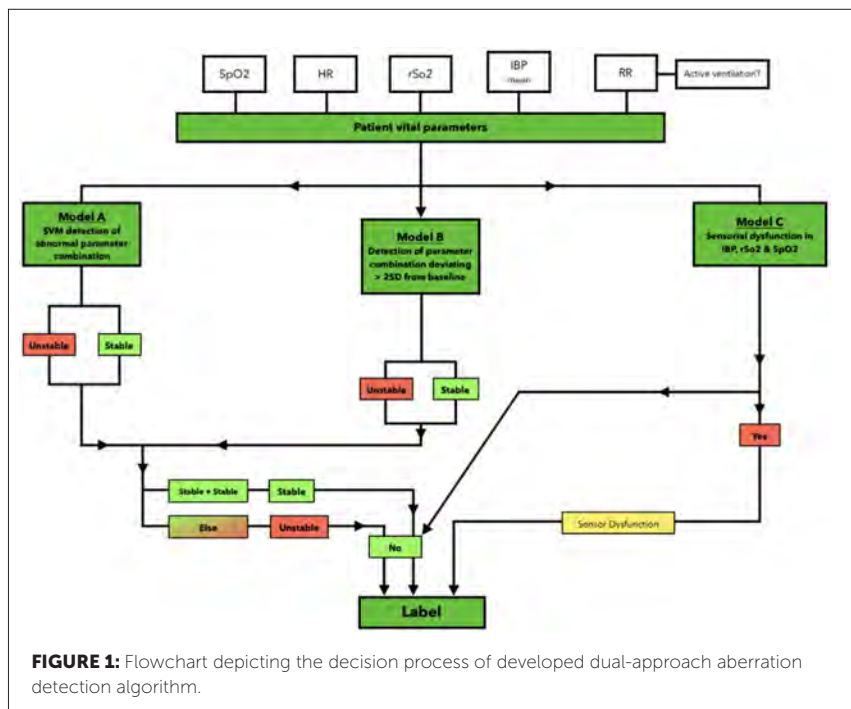 SpO2
HR
rSo2
IBP
mean
RR
Active ventilation?
Patient vital parameters
Model A
SVM detection of
abnormal parameter
combination
Model B
Detection of parameter
combination deviating
> 2SD from baseline
Model C
Sensorial dysfunction in
IBP, rSo2 & SpO2
Unstable
Stable
Unstable
Stable
Yes
Stable + Stable
Stable
Else
Unstable
No
Sensor Dysfunction
Label
FIGURE 1: Flowchart depicting the decision process of developed dual-approach aberration
detection algorithm.